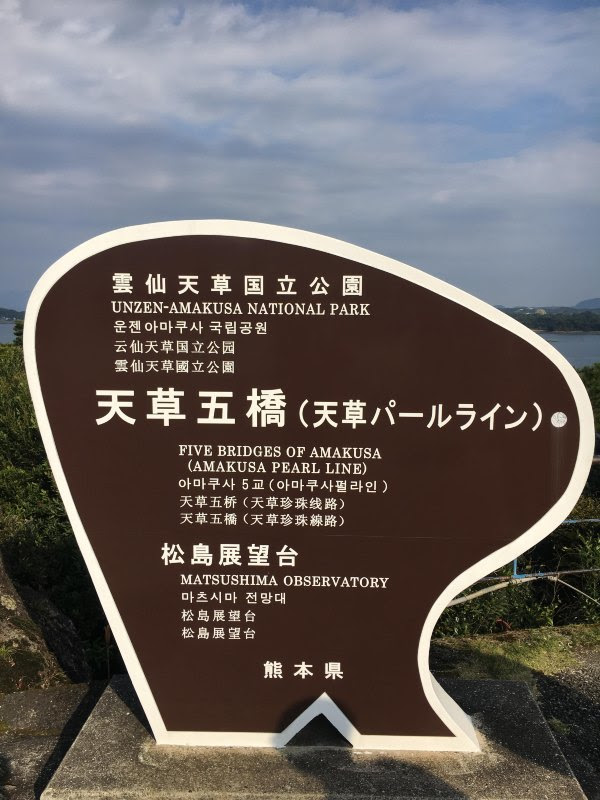 雲仙天草国立公園
UNZEN-AMAKUSA NATIONAL PARK
운젠아마쿠사 국립공원
云仙天草国立公园
雲仙天草國立公園
天草五橋（天草パールライン）
FIVE BRIDGES OF AMAKUSA
(AMAKUSA PEARL LINE)
아마쿠사 5교(아마쿠사펄라인)
天草五桥（天草珍珠线路）
天草五橋（天草珍珠線路）
松島展望台
MATSUSHIMA OBSERVATORY
마츠시마 전망대
松島展望台
松島展望台
熊本県